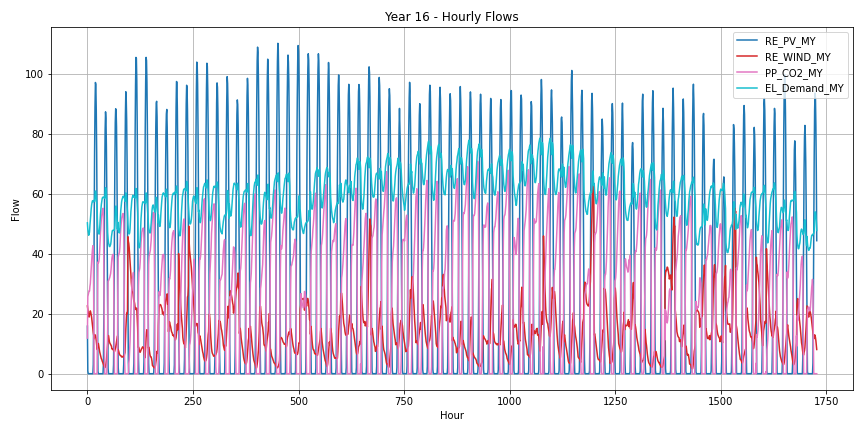 Year 16 - Hourly Flows
RE_PV_MY
RE_WIND_MY
PP_CO2_MY
EL_Demand_MY
Flow
100
80
60
40
20
0
0 250 500 750 1000 1250 1500 1750
Hour